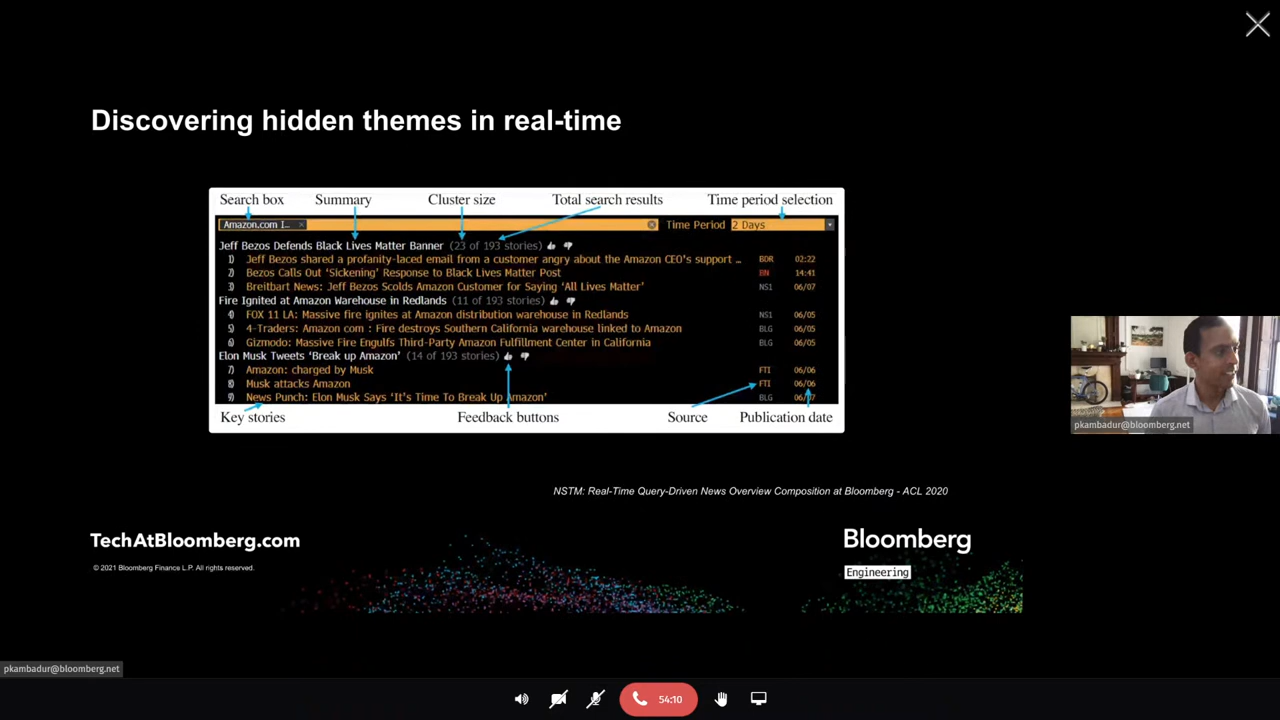 Discovering hidden themes in real-time
Search box Summary Cluster size Total search results Time period selection
Amazon.com I… × Time Period 2 Days
Jeff Bezos Defends Black Lives Matter Banner (23 of 193 stories)
1) Jeff Bezos shared a profanity-laced email from a customer angry about the Amazon CEO's support … BDR 02:22
2) Bezos Calls Out 'Sickening' Response to Black Lives Matter Post BN 14:41
3) Breitbart News: Jeff Bezos Scolds Amazon Customer for Saying 'All Lives Matter' NS1 06/07
Fire Ignited at Amazon Warehouse in Redlands (11 of 193 stories)
4) FOX 11 LA: Massive fire ignites at Amazon distribution warehouse in Redlands NS1 06/05
5) 4-Traders: Amazon com : Fire destroys Southern California warehouse linked to Amazon BLG 06/05
6) Gizmodo: Massive Fire Engulfs Third-Party Amazon Fulfillment Center in California BLG 06/05
Elon Musk Tweets 'Break up Amazon' (14 of 193 stories)
7) Amazon: charged by Musk FTI 06/06
8) Musk attacks Amazon FTI 06/06
9) News Punch: Elon Musk Says 'It's Time To Break Up Amazon' BLG 06/07
Key stories Feedback buttons Source Publication date
pkambadur@bloomberg.net
NSTM: Real-Time Query-Driven News Overview Composition at Bloomberg - ACL 2020
TechAtBloomberg.com
© 2021 Bloomberg Finance L.P. All rights reserved.
Bloomberg
Engineering
pkambadur@bloomberg.net
54:10